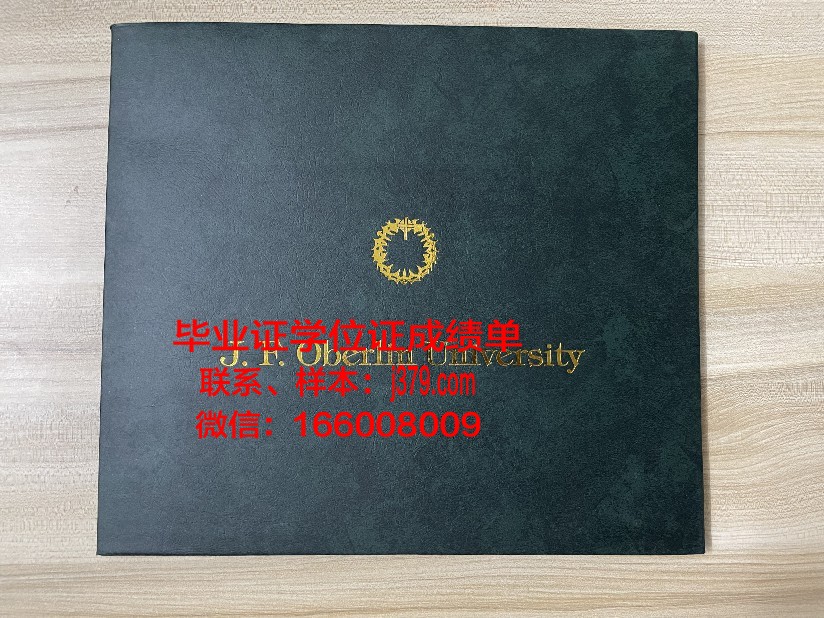 毕业证学位证成绩单
J. F. Oberlin University
联系、样本：j379.com
微信：166008009